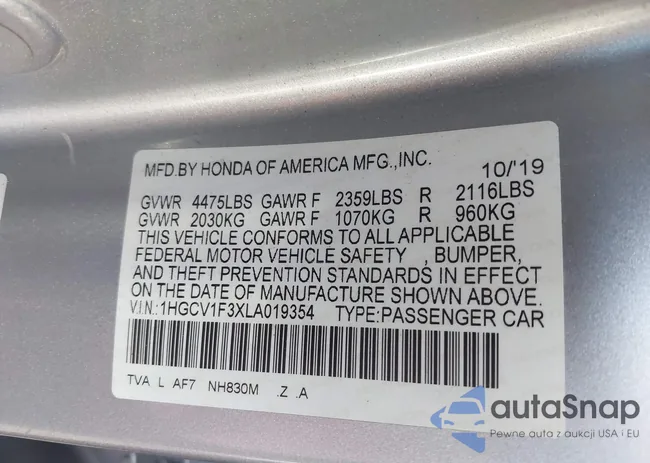 MFD.BY HONDA OF AMERICA MFG.,INC. 10/'19
GVWR 4475LBS GAWR F 2359LBS R 2116LBS
GVWR 2030KG GAWR F 1070KG R 960KG
THIS VEHICLE CONFORMS TO ALL APPLICABLE
FEDERAL MOTOR VEHICLE SAFETY , BUMPER,
AND THEFT PREVENTION STANDARDS IN EFFECT
ON THE DATE OF MANUFACTURE SHOWN ABOVE.
V.I.N.:1HGCV1F3XLA019354 TYPE:PASSENGER CAR
TVA L AF7 NH830M .Z .A
autoSnap
Pewne auta z aukcji USA i EU